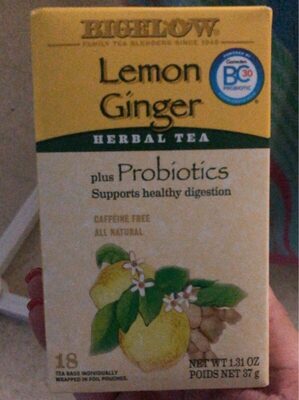 BIGELOW
FAMILY TEA BLENDERS SINCE 1945
Lemon
Ginger
Ganeden
BC30
PROBIOTIC
HERBAL TEA
plus Probiotics
Supports healthy digestion
CAFFEINE FREE
ALL NATURAL
18
TEA BAGS INDIVIDUALLY
WRAPPED IN FOIL POUCHES.
NET WT 1.31 OZ
POIDS NET 37 g